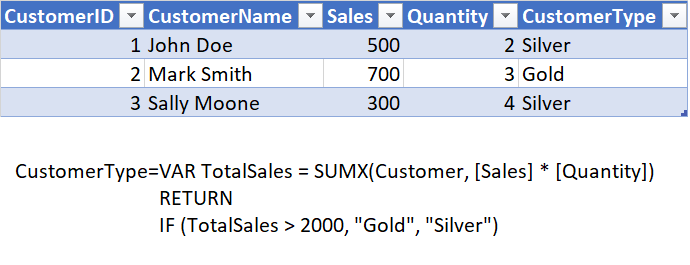 CustomerID CustomerName Sales Quantity CustomerType
1 John Doe 500 2 Silver
2 Mark Smith 700 3 Gold
3 Sally Moone 300 4 Silver
CustomerType=VAR TotalSales = SUMX(Customer, [Sales] * [Quantity])
RETURN
IF (TotalSales > 2000, "Gold", "Silver")